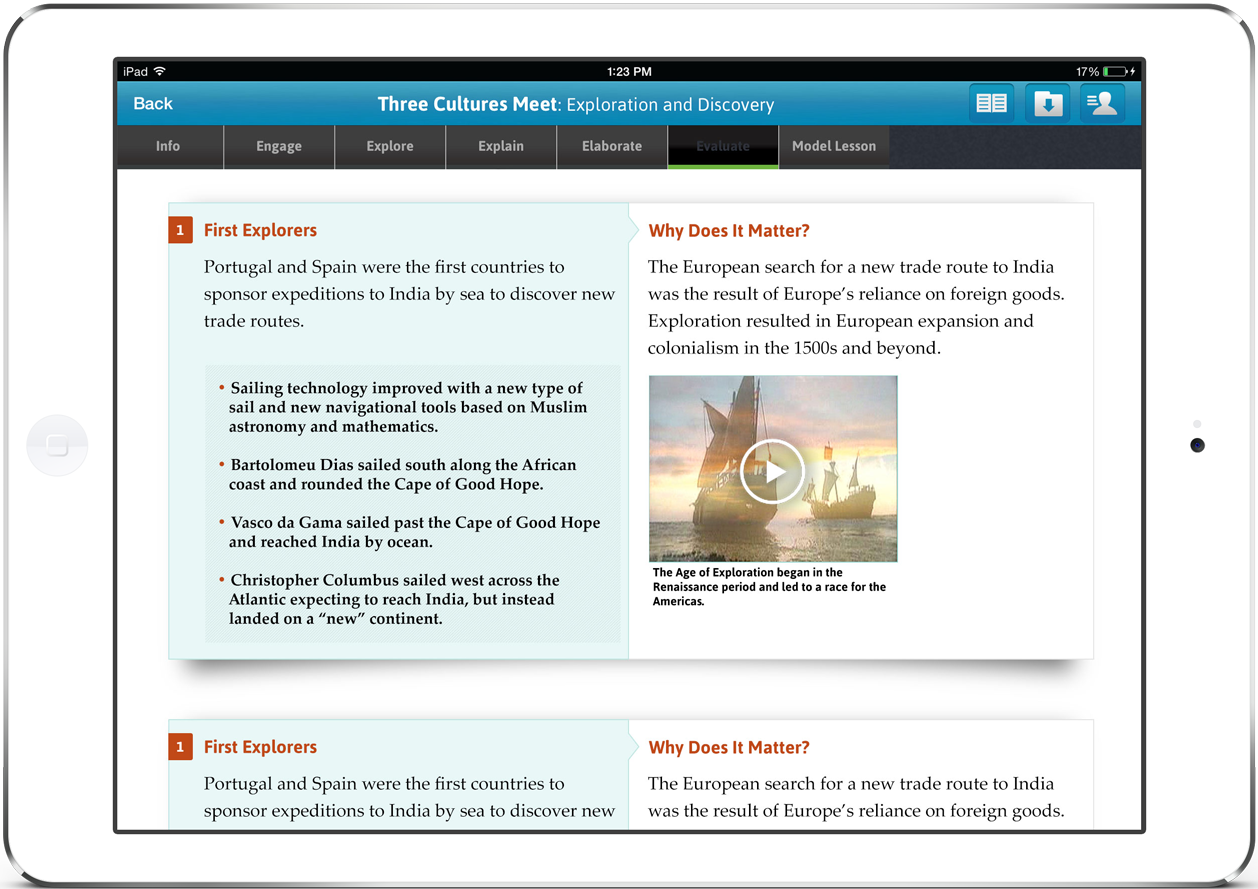 iPad 1:23 PM 17%
Back Three Cultures Meet: Exploration and Discovery
Info Engage Explore Explain Elaborate Evaluate Model Lesson
1 First Explorers
Portugal and Spain were the first countries to
sponsor expeditions to India by sea to discover new
trade routes.
• Sailing technology improved with a new type of
sail and new navigational tools based on Muslim
astronomy and mathematics.
• Bartolomeu Dias sailed south along the African
coast and rounded the Cape of Good Hope.
• Vasco da Gama sailed past the Cape of Good Hope
and reached India by ocean.
• Christopher Columbus sailed west across the
Atlantic expecting to reach India, but instead
landed on a “new” continent.
Why Does It Matter?
The European search for a new trade route to India
was the result of Europe’s reliance on foreign goods.
Exploration resulted in European expansion and
colonialism in the 1500s and beyond.
The Age of Exploration began in the
Renaissance period and led to a race for the
Americas.
1 First Explorers
Portugal and Spain were the first countries to
sponsor expeditions to India by sea to discover new
Why Does It Matter?
The European search for a new trade route to India
was the result of Europe’s reliance on foreign goods.